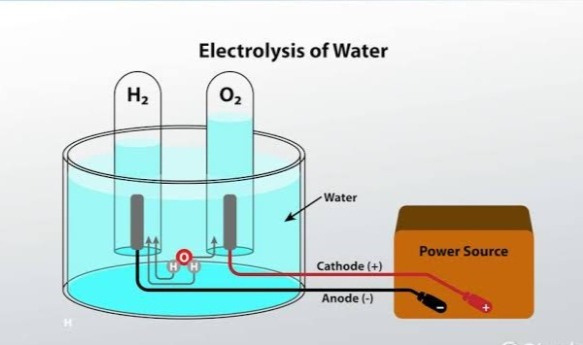 Electrolysis of Water
H₂
O₂
Water
Power Source
Cathode (+)
Anode (-)
O
H H
- +
H